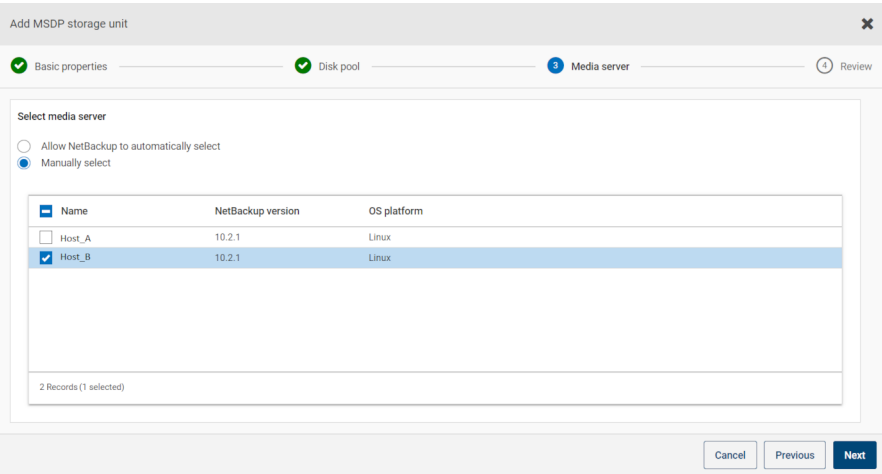 Add MSDP storage unit
Basic properties Disk pool 3 Media server 4 Review
Select media server
Allow NetBackup to automatically select
Manually select
Name NetBackup version OS platform
Host_A 10.2.1 Linux
Host_B 10.2.1 Linux
2 Records (1 selected)
Cancel Previous Next